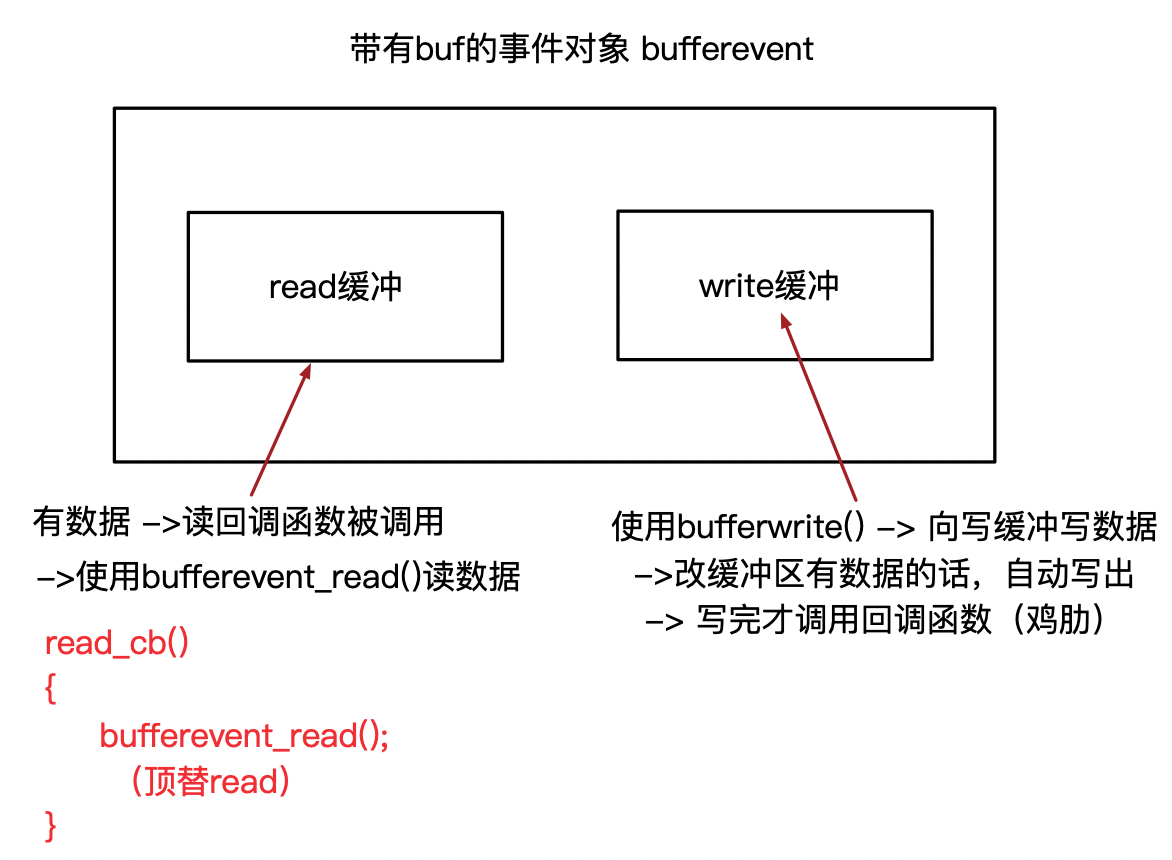 带有buf的事件对象 bufferevent
read缓冲
write缓冲
有数据 –>读回调函数被调用
–>使用bufferevent_read()读数据
read_cb()
{
bufferevent_read();
（顶替read）
}
使用bufferwrite() –> 向写缓冲写数据
–>改缓冲区有数据的话，自动写出
–> 写完才调用回调函数（鸡肋）